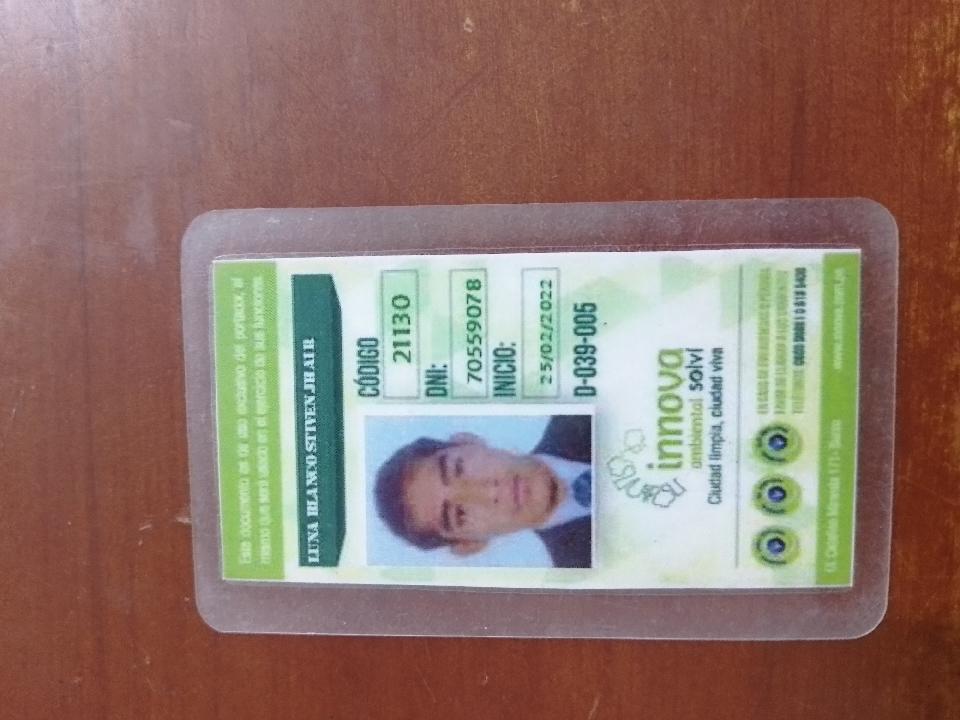 Este documento es de uso exclusivo del portador, el
mismo que será usado en el ejercicio de sus funciones
LUNA BLANCO STIVEN JHAIR
CÓDIGO
21130
DNI:
70559078
INICIO:
25/02/2022
D-039-005
innova
ambiental solví
Ciudad limpia, ciudad viva